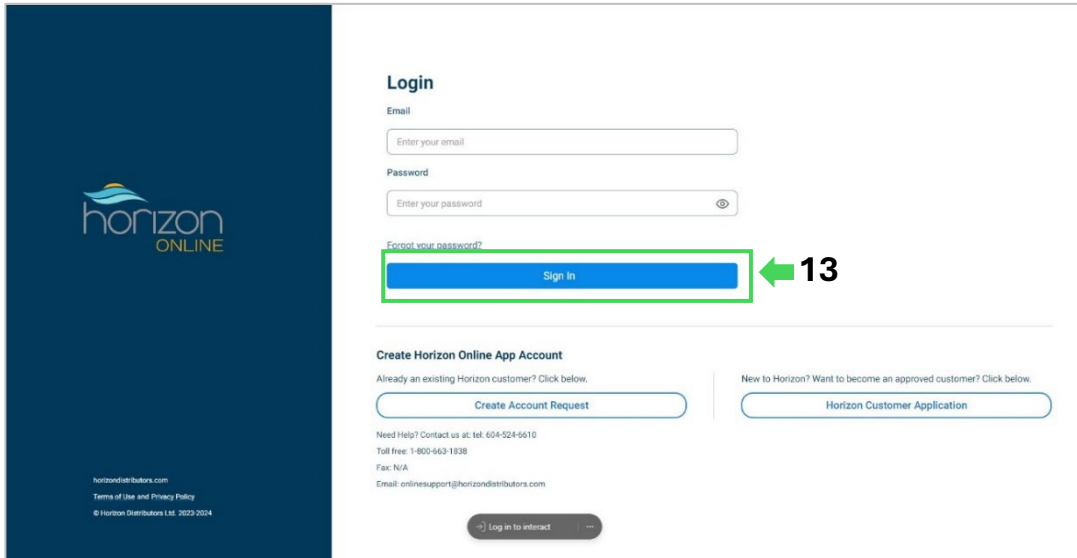 horizon
ONLINE
horizondistributors.com
Terms of Use and Privacy Policy
© Horizon Distributors Ltd. 2023-2024
Login
Email
Enter your email
Password
Enter your password
Forgot your password?
Sign In
13
Create Horizon Online App Account
Already an existing Horizon customer? Click below.
Create Account Request
New to Horizon? Want to become an approved customer? Click below.
Horizon Customer Application
Need Help? Contact us at: tel: 604-524-6610
Toll free: 1-800-663-1838
Fax: N/A
Email: onlinesupport@horizondistributors.com
Log in to interact